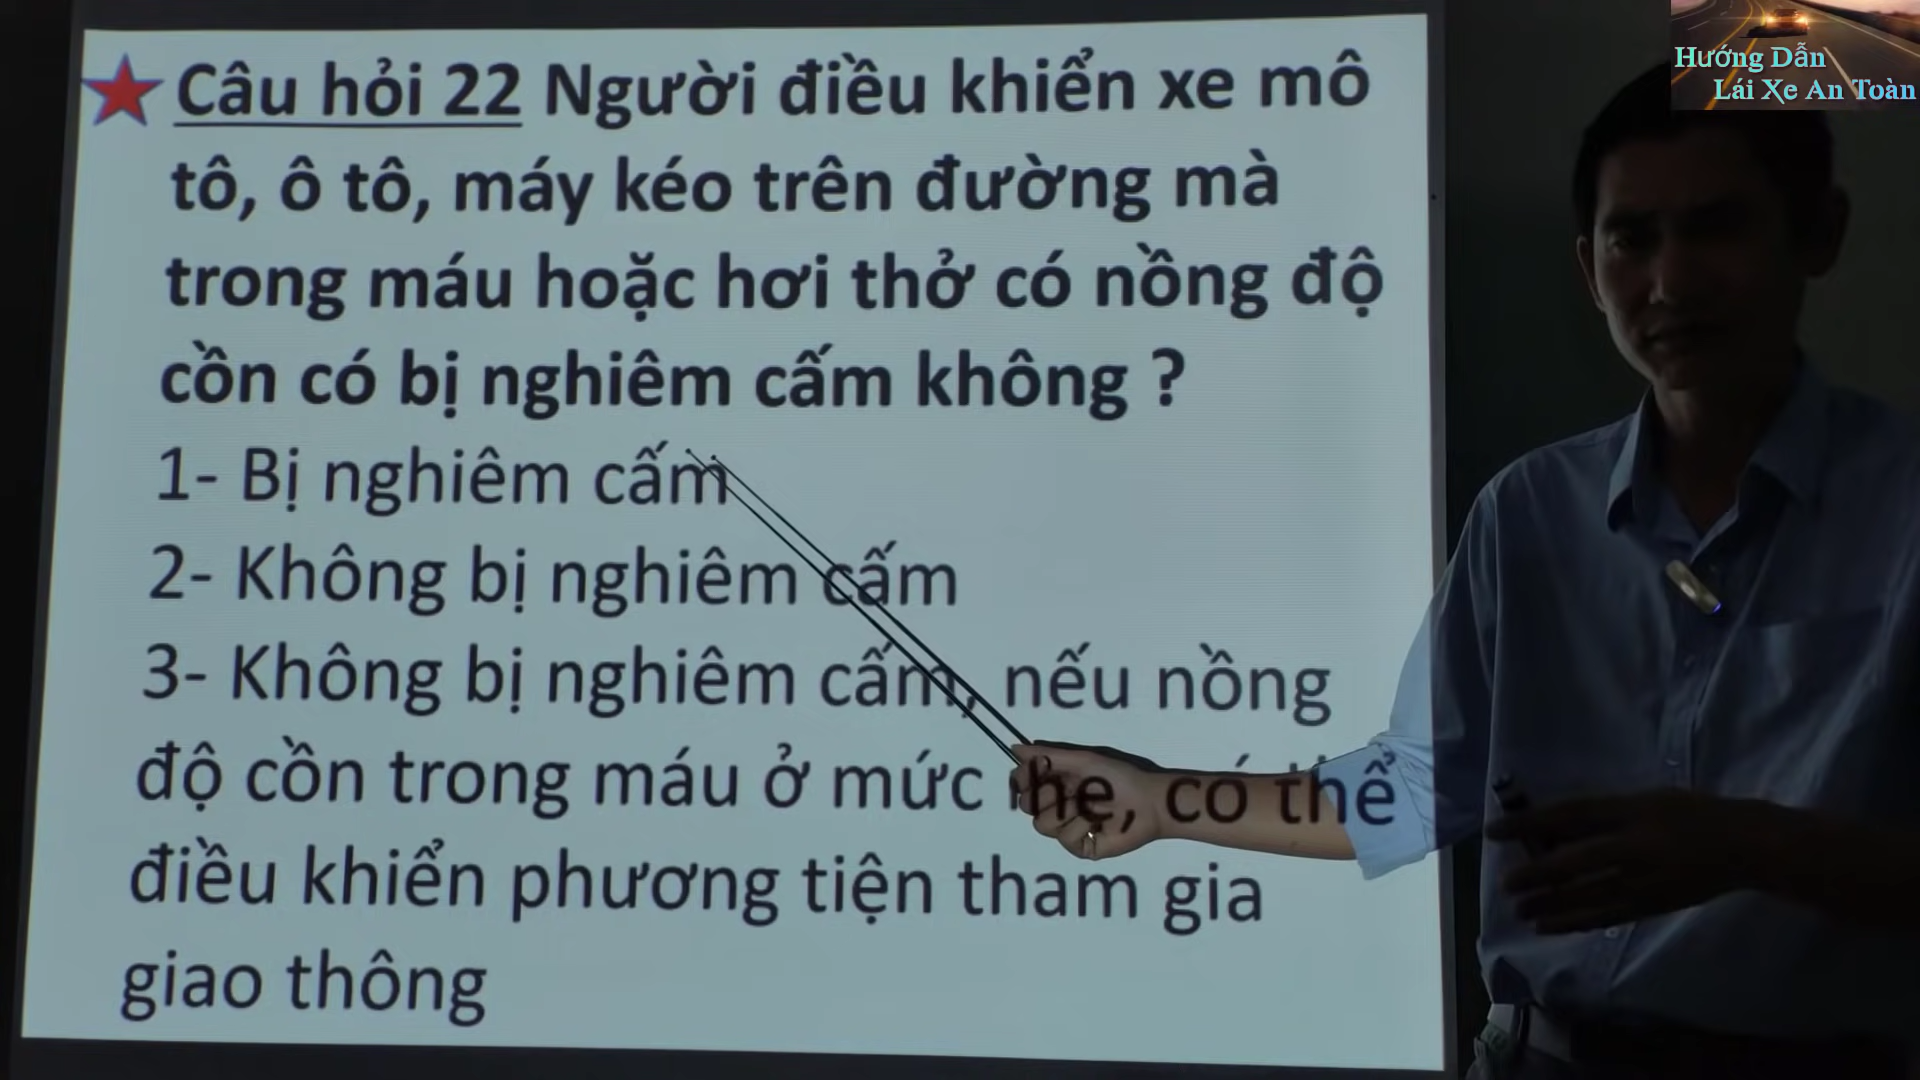 Câu hỏi 22 Người điều khiển xe mô
tô, ô tô, máy kéo trên đường mà
trong máu hoặc hơi thở có nồng độ
cồn có bị nghiêm cấm không ?
1- Bị nghiêm cấm
2- Không bị nghiêm cấm
3- Không bị nghiêm cấm, nếu nồng
độ cồn trong máu ở mức nhẹ, có thể
điều khiển phương tiện tham gia
giao thông
Hướng Dẫn
Lái Xe An Toàn